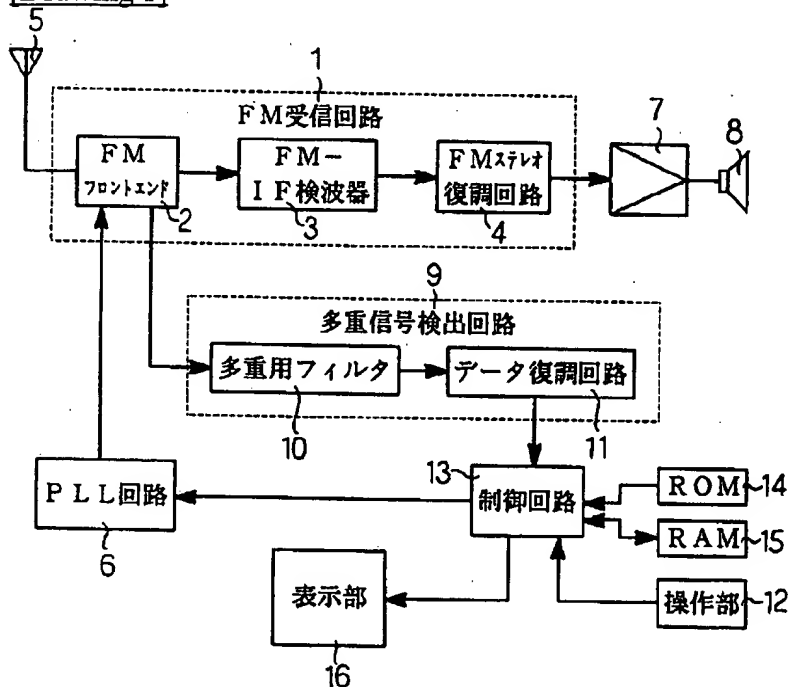 5
1
FM受信回路
FM
フロントエンド
2
FM−
IF検波器
3
FMステレオ
復調回路
4
7
8
9
多重信号検出回路
多重用フィルタ
10
データ復調回路
11
PLL回路
6
13
制御回路
ROM
14
RAM
15
操作部
12
表示部
16